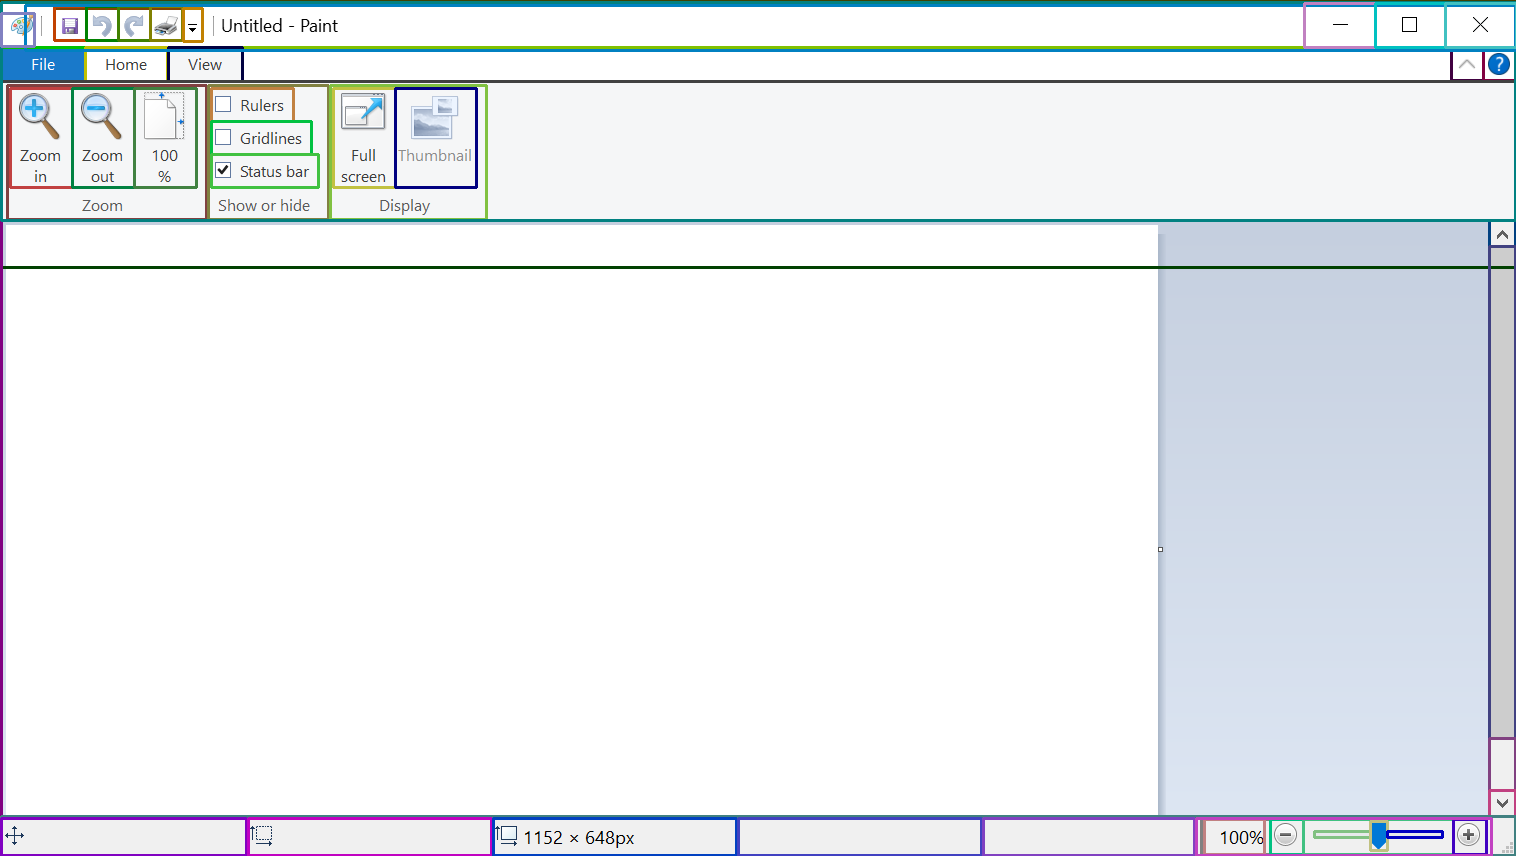 Untitled - Paint
File Home View
Zoom in
Zoom out
100 %
Zoom
Rulers
Gridlines
Status bar
Show or hide
Full screen
Thumbnail
Display
1152 × 648px
100%